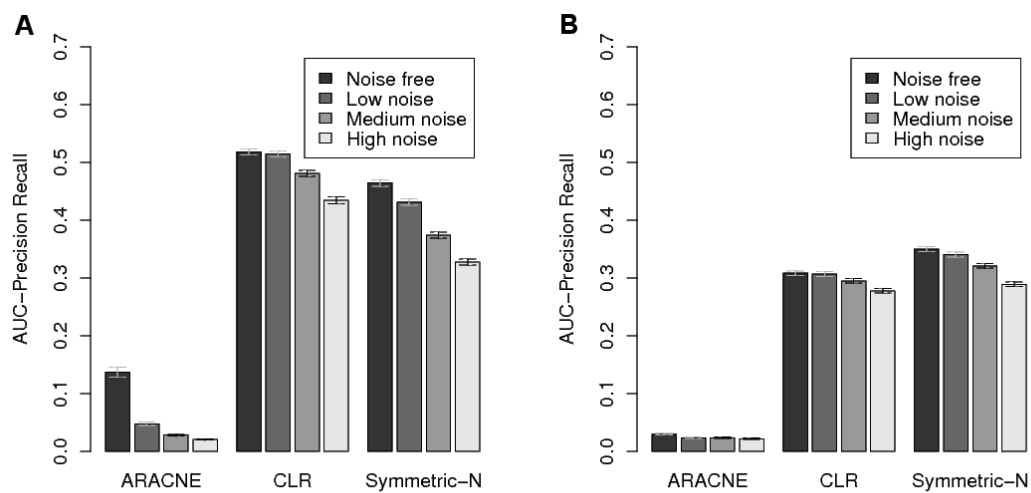 A
AUC-Precision Recall
0.7
0.6
0.5
0.4
0.3
0.2
0.1
0.0
Noise free
Low noise
Medium noise
High noise
ARACNE CLR Symmetric-N
B
AUC-Precision Recall
0.7
0.6
0.5
0.4
0.3
0.2
0.1
0.0
Noise free
Low noise
Medium noise
High noise
ARACNE CLR Symmetric-N